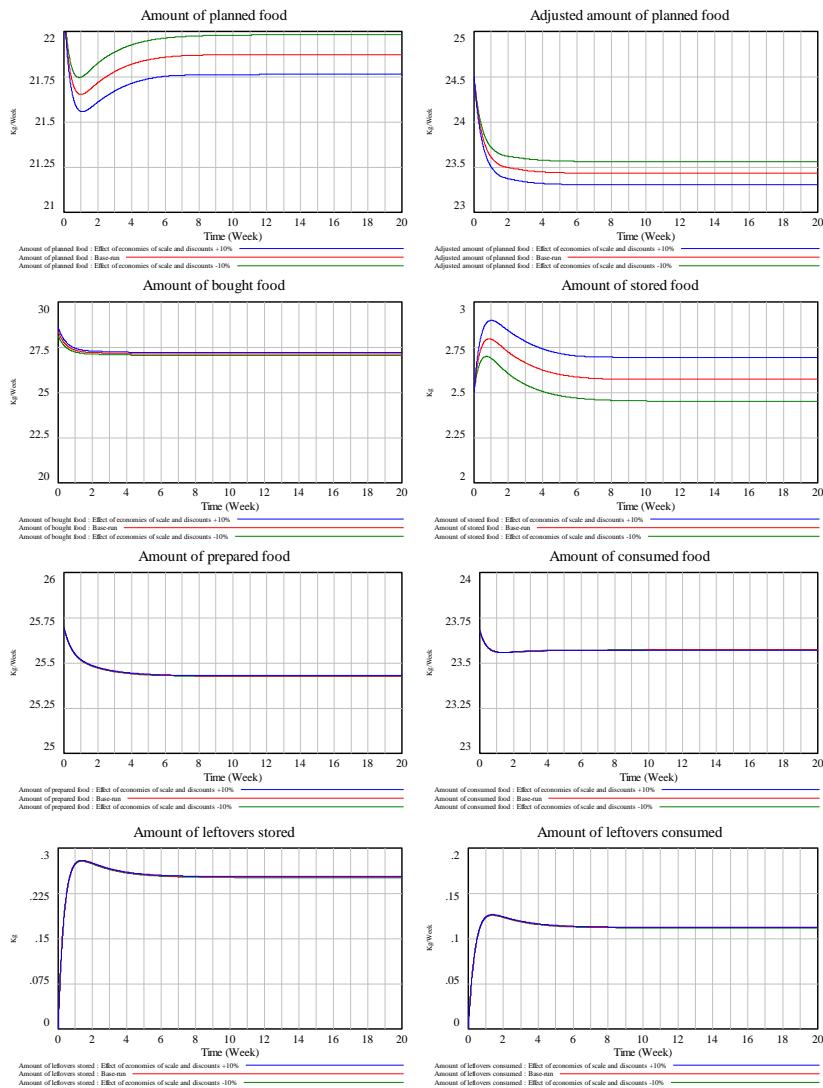 Amount of planned food
22
21.75
21.5
21.25
21
Kg/Week
0 2 4 6 8 10 12 14 16 18 20
Time (Week)
Amount of planned food : Effect of economies of scale and discounts +10%
Amount of planned food : Base-run
Amount of planned food : Effect of economies of scale and discounts -10%
Adjusted amount of planned food
25
24.5
24
23.5
23
Kg/Week
0 2 4 6 8 10 12 14 16 18 20
Time (Week)
Adjusted amount of planned food : Effect of economies of scale and discounts +10%
Adjusted amount of planned food : Base-run
Adjusted amount of planned food : Effect of economies of scale and discounts -10%
Amount of bought food
30
27.5
25
22.5
20
Kg/Week
0 2 4 6 8 10 12 14 16 18 20
Time (Week)
Amount of bought food : Effect of economies of scale and discounts +10%
Amount of bought food : Base-run
Amount of bought food : Effect of economies of scale and discounts -10%
Amount of stored food
3
2.75
2.5
2.25
2
Kg
0 2 4 6 8 10 12 14 16 18 20
Time (Week)
Amount of stored food : Effect of economies of scale and discounts +10%
Amount of stored food : Base-run
Amount of stored food : Effect of economies of scale and discounts -10%
Amount of prepared food
26
25.75
25.5
25.25
25
Kg/Week
0 2 4 6 8 10 12 14 16 18 20
Time (Week)
Amount of prepared food : Effect of economies of scale and discounts +10%
Amount of prepared food : Base-run
Amount of prepared food : Effect of economies of scale and discounts -10%
Amount of consumed food
24
23.75
23.5
23.25
23
Kg/Week
0 2 4 6 8 10 12 14 16 18 20
Time (Week)
Amount of consumed food : Effect of economies of scale and discounts +10%
Amount of consumed food : Base-run
Amount of consumed food : Effect of economies of scale and discounts -10%
Amount of leftovers stored
.3
.225
.15
.075
0
Kg
0 2 4 6 8 10 12 14 16 18 20
Time (Week)
Amount of leftovers stored : Effect of economies of scale and discounts +10%
Amount of leftovers stored : Base-run
Amount of leftovers stored : Effect of economies of scale and discounts -10%
Amount of leftovers consumed
.2
.15
.1
.05
0
Kg/Week
0 2 4 6 8 10 12 14 16 18 20
Time (Week)
Amount of leftovers consumed : Effect of economies of scale and discounts +10%
Amount of leftovers consumed : Base-run
Amount of leftovers consumed : Effect of economies of scale and discounts -10%